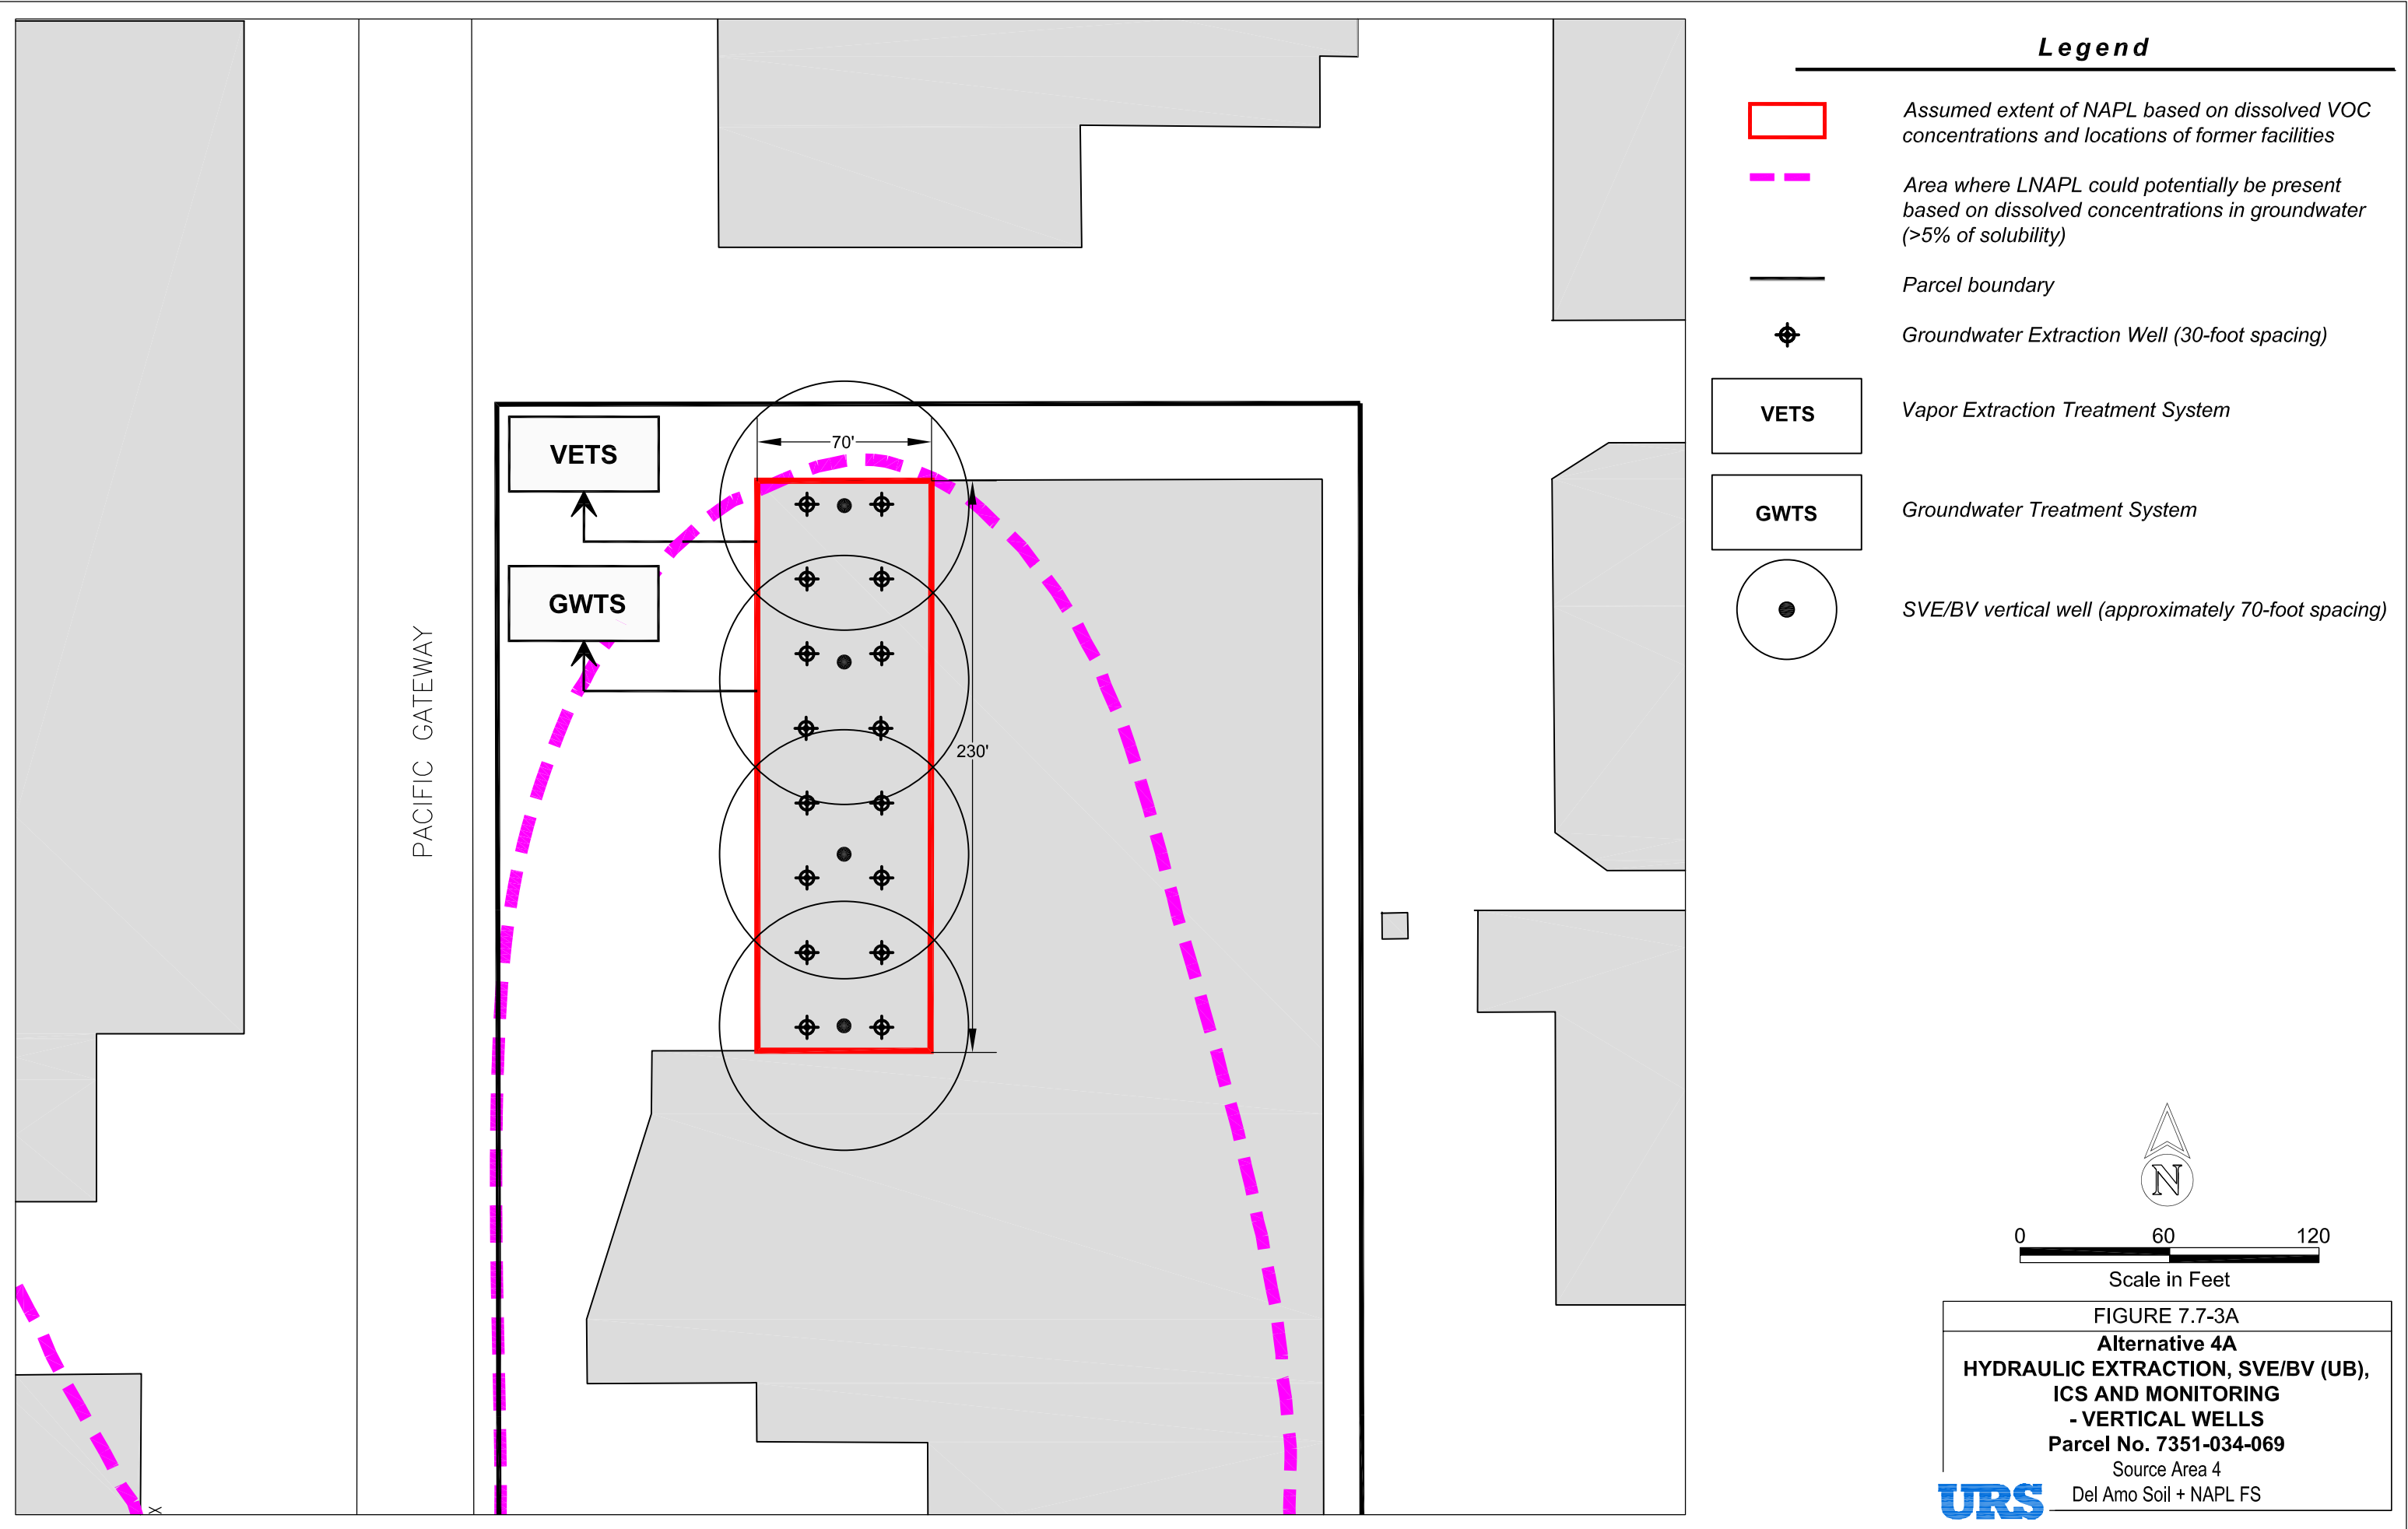 Legend
Assumed extent of NAPL based on dissolved VOC
concentrations and locations of former facilities
Area where LNAPL could potentially be present
based on dissolved concentrations in groundwater
(>5% of solubility)
Parcel boundary
Groundwater Extraction Well (30-foot spacing)
VETS
Vapor Extraction Treatment System
GWTS
Groundwater Treatment System
SVE/BV vertical well (approximately 70-foot spacing)
VETS
GWTS
70'
230'
PACIFIC GATEWAY
X
N
0 60 120
Scale in Feet
FIGURE 7.7-3A
Alternative 4A
HYDRAULIC EXTRACTION, SVE/BV (UB),
ICS AND MONITORING
- VERTICAL WELLS
Parcel No. 7351-034-069
Source Area 4
Del Amo Soil + NAPL FS
URS